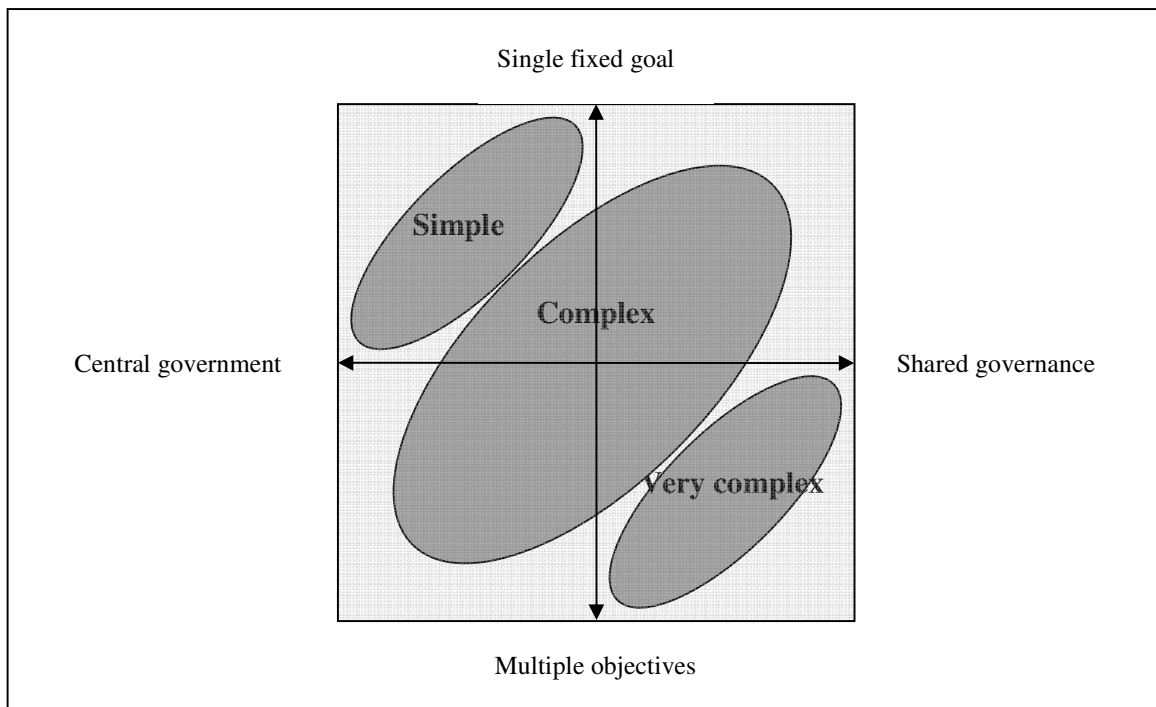 Single fixed goal
Simple
Complex
Central government
Shared governance
Very complex
Multiple objectives